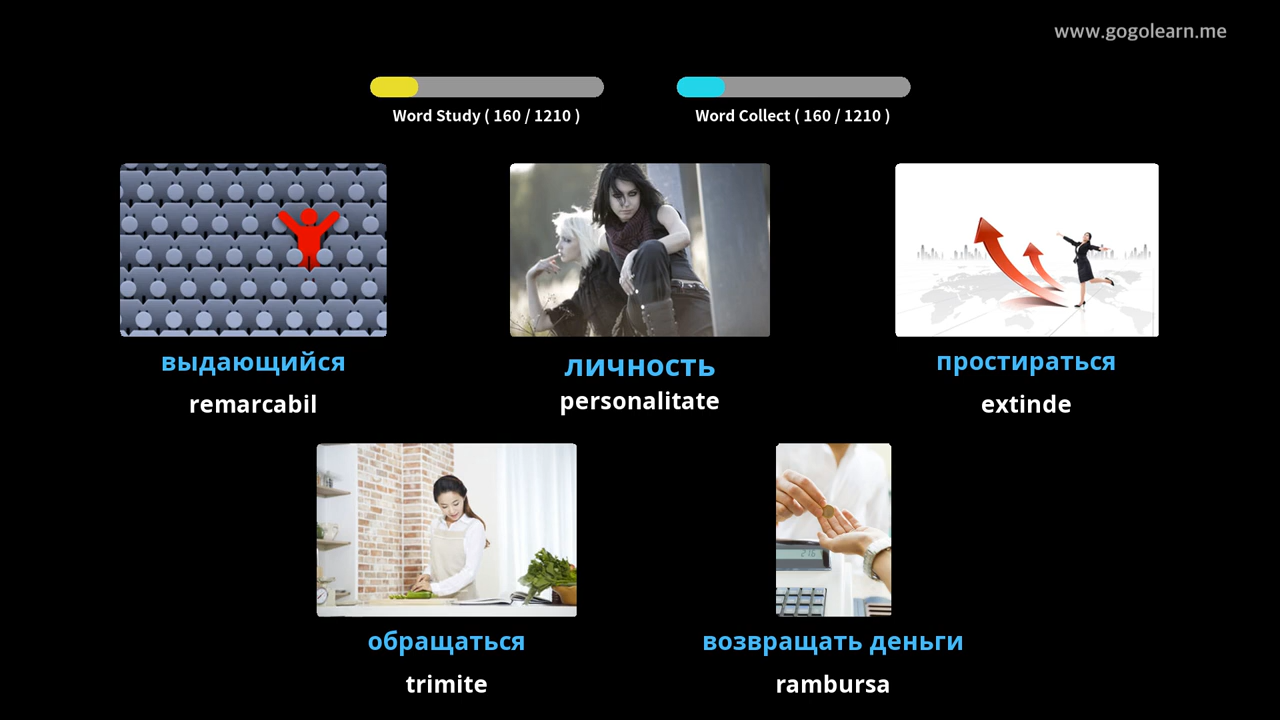 www.gogolearn.me
Word Study ( 160 / 1210 )
Word Collect ( 160 / 1210 )
выдающийся
личность
простираться
remarcabil
personalitate
extinde
обращаться
возвращать деньги
trimite
rambursa